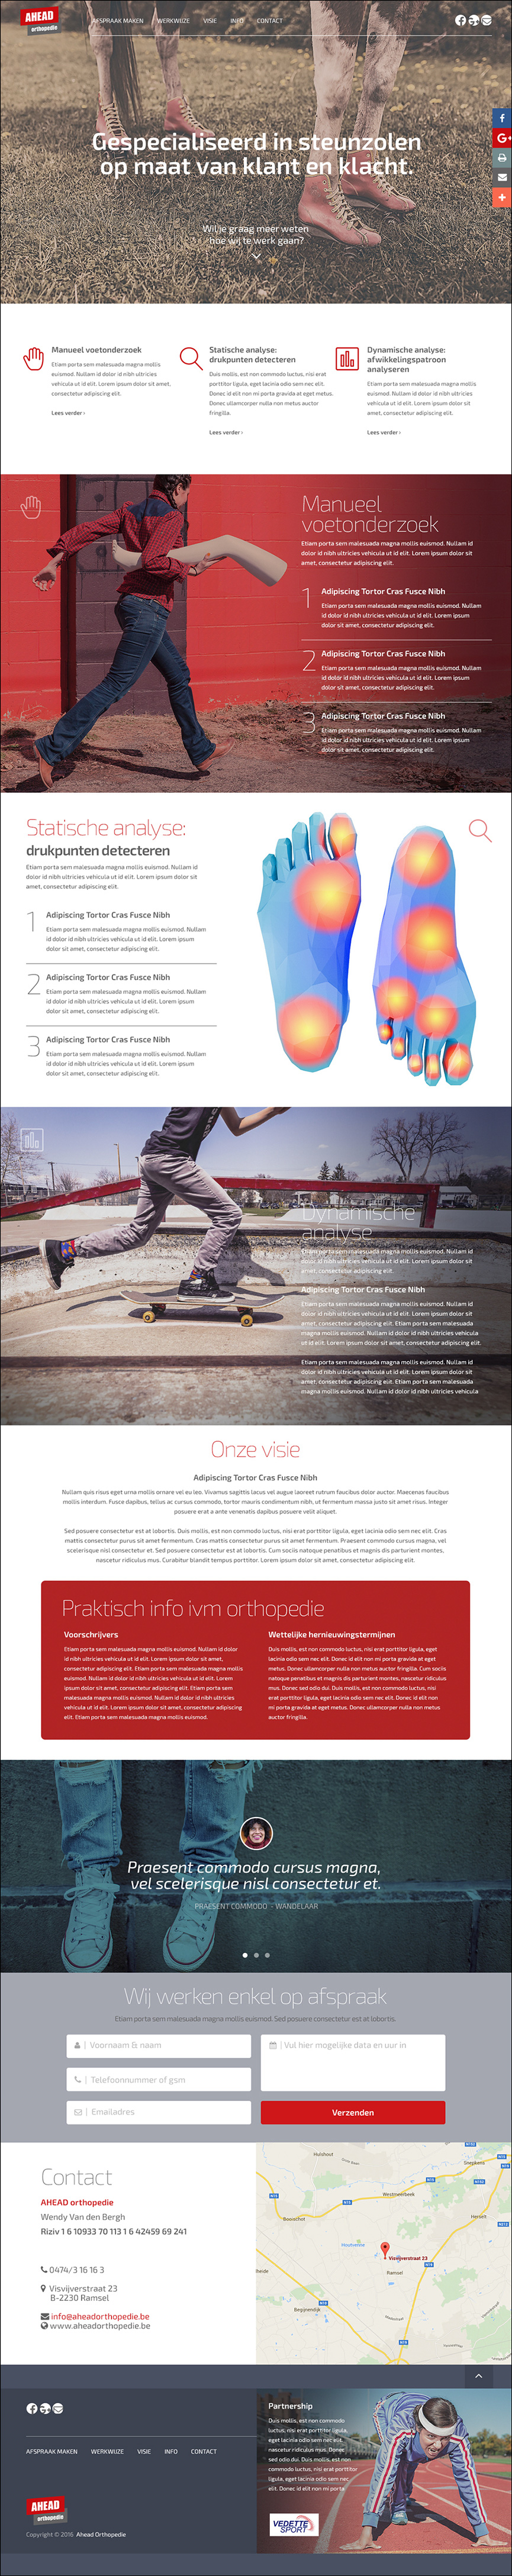 AHEAD
orthopedie
AFSPRAAK MAKEN WERKWIJZE VISIE INFO CONTACT
Gespecialiseerd in steunzolen
op maat van klant en klacht.
Wil je graag meer weten
hoe wij te werk gaan?
Manueel voetonderzoek
Etiam porta sem malesuada magna mollis
euismod. Nullam id dolor id nibh ultricies
vehicula ut id elit. Lorem ipsum dolor sit met,
consectetur adipiscing elit.
Lees verder ›
Statische analyse:
drukpunten detecteren
Duis mollis, est non commodo luctus, nisi erat
porttitor ligula, eget lacinia odio sem nec elit.
Donec id elit non mi porta gravida at eget metus.
Donec ullamcorper nulla non metus auctor
fringilla.
Lees verder ›
Dynamische analyse:
afwikkelingspatroon
analyseren
Etiam porta sem malesuada magna mollis
euismod. Nullam id dolor id nibh ultricies
vehicula ut id elit. Lorem ipsum dolor sit
amet, consectetur adipiscing elit.
Lees verder ›
Manueel
voetonderzoek
Etiam porta sem malesuada magna mollis euismod. Nullam id
dolor id nibh ultricies vehicula ut id elit. Lorem ipsum dolor sit
amet, consectetur adipiscing elit.
1 Adipiscing Tortor Cras Fusce Nibh
Etiam porta sem malesuada magna mollis euismod. Nullam
id dolor id nibh ultricies vehicula ut id elit. Lorem ipsum
dolor sit amet, consectetur adipiscing elit.
2 Adipiscing Tortor Cras Fusce Nibh
Etiam porta sem malesuada magna mollis euismod. Nullam
id dolor id nibh ultricies vehicula ut id elit. Lorem ipsum
dolor sit amet, consectetur adipiscing elit.
3 Adipiscing Tortor Cras Fusce Nibh
Etiam porta sem malesuada magna mollis euismod. Nullam
id dolor id nibh ultricies vehicula ut id elit. Lorem ipsum
dolor sit amet, consectetur adipiscing elit.
Statische analyse:
drukpunten detecteren
Etiam porta sem malesuada magna mollis euismod. Nullam id
dolor id nibh ultricies vehicula ut id elit. Lorem ipsum dolor sit
amet, consectetur adipiscing elit.
1 Adipiscing Tortor Cras Fusce Nibh
Etiam porta sem malesuada magna mollis euismod. Nullam
id dolor id nibh ultricies vehicula ut id elit. Lorem ipsum
dolor sit amet, consectetur adipiscing elit.
2 Adipiscing Tortor Cras Fusce Nibh
Etiam porta sem malesuada magna mollis euismod. Nullam
id dolor id nibh ultricies vehicula ut id elit. Lorem ipsum
dolor sit amet, consectetur adipiscing elit.
3 Adipiscing Tortor Cras Fusce Nibh
Etiam porta sem malesuada magna mollis euismod. Nullam
id dolor id nibh ultricies vehicula ut id elit. Lorem ipsum
dolor sit amet, consectetur adipiscing elit.
Dynamische
analyse
Etiam porta sem malesuada magna mollis euismod. Nullam id
dolor id nibh ultricies vehicula ut id elit. Lorem ipsum dolor sit
amet, consectetur adipiscing elit.
Adipiscing Tortor Cras Fusce Nibh
Etiam porta sem malesuada magna mollis euismod. Nullam id
dolor id nibh ultricies vehicula ut id elit. Lorem ipsum dolor sit
amet, consectetur adipiscing elit. Etiam porta sem malesuada
magna mollis euismod. Nullam id dolor id nibh ultricies vehicula
ut id elit. Lorem ipsum dolor sit amet, consectetur adipiscing elit.
Etiam porta sem malesuada magna mollis euismod. Nullam id
dolor id nibh ultricies vehicula ut id elit. Lorem ipsum dolor sit
amet, consectetur adipiscing elit. Etiam porta sem malesuada
magna mollis euismod. Nullam id dolor id nibh ultricies vehicula
Onze visie
Adipiscing Tortor Cras Fusce Nibh
Nullam quis risus eget urna mollis ornare vel eu leo. Vivamus sagittis lacus vel augue laoreet rutrum faucibus dolor auctor. Maecenas faucibus
mollis interdum. Fusce dapibus, tellus ac cursus commodo, tortor mauris condimentum nibh, ut fermentum massa justo sit amet risus. Integer
posuere erat a ante venenatis dapibus posuere velit aliquet.
Sed posuere consectetur est at lobortis. Duis mollis, est non commodo luctus, nisi erat porttitor ligula, eget lacinia odio sem nec elit. Cras
mattis consectetur purus sit amet fermentum. Cras mattis consectetur purus sit amet fermentum. Praesent commodo cursus magna, vel
scelerisque nisl consectetur et. Sed posuere consectetur est at lobortis. Cum sociis natoque penatibus et magnis dis parturient montes,
nascetur ridiculus mus. Curabitur blandit tempus porttitor. Lorem ipsum dolor sit amet, consectetur adipiscing elit.
Praktisch info ivm orthopedie
Voorschrijvers
Etiam porta sem malesuada magna mollis euismod. Nullam id dolor
id nibh ultricies vehicula ut id elit. Lorem ipsum dolor sit amet,
consectetur adipiscing elit. Etiam porta sem malesuada magna mollis
euismod. Nullam id dolor id nibh ultricies vehicula ut id elit. Lorem
ipsum dolor sit amet, consectetur adipiscing elit. Etiam porta sem
malesuada magna mollis euismod. Nullam id dolor id nibh ultricies
vehicula ut id elit. Lorem ipsum dolor sit amet, consectetur adipiscing
elit. Etiam porta sem malesuada magna mollis euismod.
Wettelijke hernieuwingstermijnen
Duis mollis, est non commodo luctus, nisi erat porttitor ligula, eget
lacinia odio sem nec elit. Donec id elit non mi porta gravida at eget
metus. Donec ullamcorper nulla non metus auctor fringilla. Cum sociis
natoque penatibus et magnis dis parturient montes, nascetur ridiculus
mus. Donec sed odio dui. Duis mollis, est non commodo luctus, nisi
erat porttitor ligula, eget lacinia odio sem nec elit. Donec id elit non
mi porta gravida at eget metus. Donec ullamcorper nulla non metus
auctor fringilla.
Praesent commodo cursus magna,
vel scelerisque nisl consectetur et.
PRAESENT COMMODO - WANDELAAR
Wij werken enkel op afspraak
Etiam porta sem malesuada magna mollis euismod. Sed posuere consectetur est at lobortis.
| Voornaam & naam
| Vul hier mogelijke data en uur in
| Telefoonnummer of gsm
| Emailadres
Verzenden
Contact
AHEAD orthopedie
Wendy Van den Bergh
Riziv 1 6 10933 70 113 1 6 42459 69 241
0474/3 16 16 3
Visvijverstraat 23
B-2230 Ramsel
info@aheadorthopedie.be
www.aheadorthopedie.be
Hulshout
Stepkens
Westmeerbeek
Herselt
Booischot
Houtvenne
Visvijverstraat 23
Ramsel
Begijnendijk
AFSPRAAK MAKEN WERKWIJZE VISIE INFO CONTACT
AHEAD
orthopedie
Copyright © 2016 Ahead Orthopedie
Partnership
Duis mollis, est non commodo
luctus, nisi erat porttitor ligula,
eget lacinia odio sem nec elit.
nascetur ridiculus mus. Donec
sed odio dui. Duis mollis, est non
commodo luctus, nisi erat porttitor
ligula, eget lacinia odio sem nec
elit. Donec id elit non mi porta
VEDETTE
SPORT